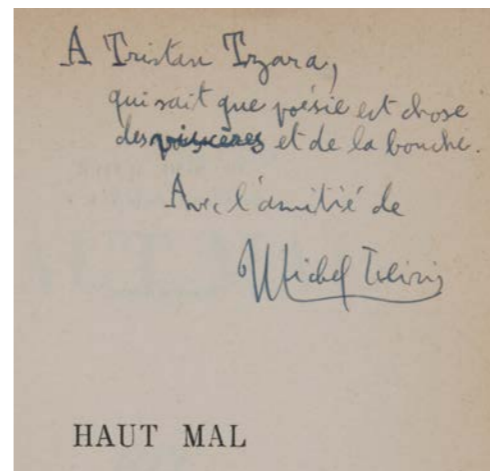 A Tristan Tzara,
qui sait que poésie est chose
des viscères et de la bouche.
Avec l'amitié de
Michel Leiris
HAUT MAL